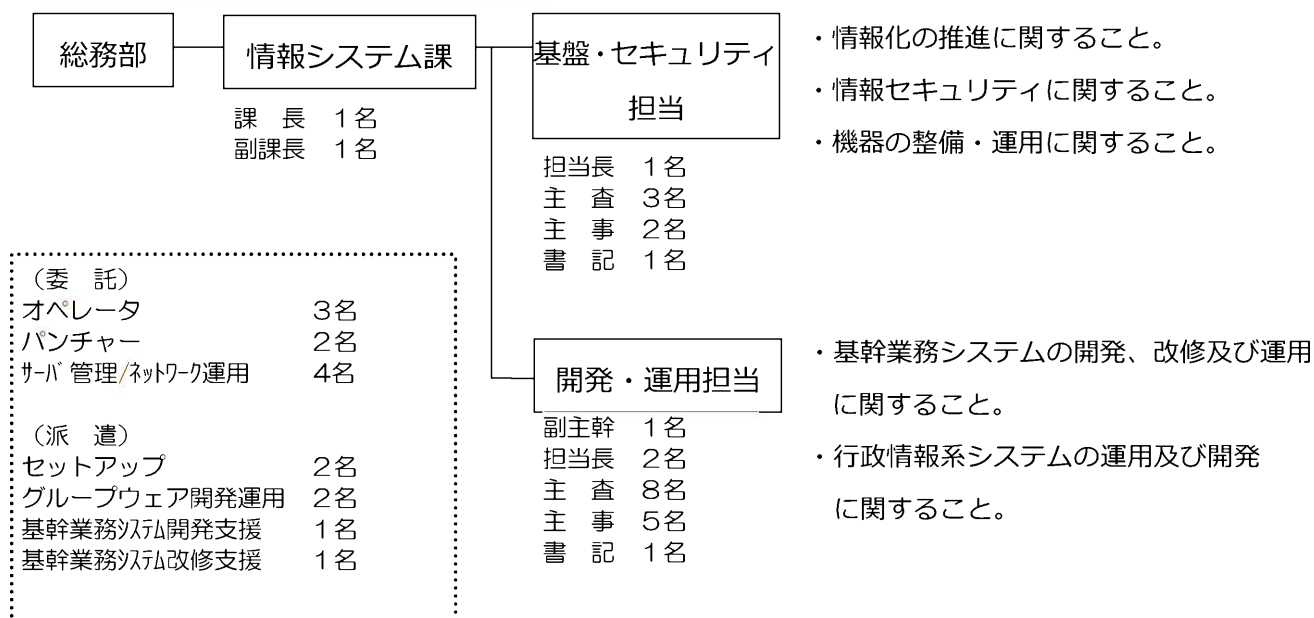 総務部
情報システム課
課　長　１名
副課長　１名
基盤・セキュリティ
担当
担当長　１名
主　査　３名
主　事　２名
書　記　１名
・情報化の推進に関すること。
・情報セキュリティに関すること。
・機器の整備・運用に関すること。
（委　託）
オペレータ　３名
パンチャー　２名
ｻｰﾊﾞ管理/ﾈｯﾄﾜｰｸ運用　４名
（派　遣）
セットアップ　２名
グループウェア開発運用　２名
基幹業務ｼｽﾃﾑ開発支援　１名
基幹業務ｼｽﾃﾑ改修支援　１名
開発・運用担当
副主幹　１名
担当長　２名
主　査　８名
主　事　５名
書　記　１名
・基幹業務システムの開発、改修及び運用
に関すること。
・行政情報系システムの運用及び開発
に関すること。